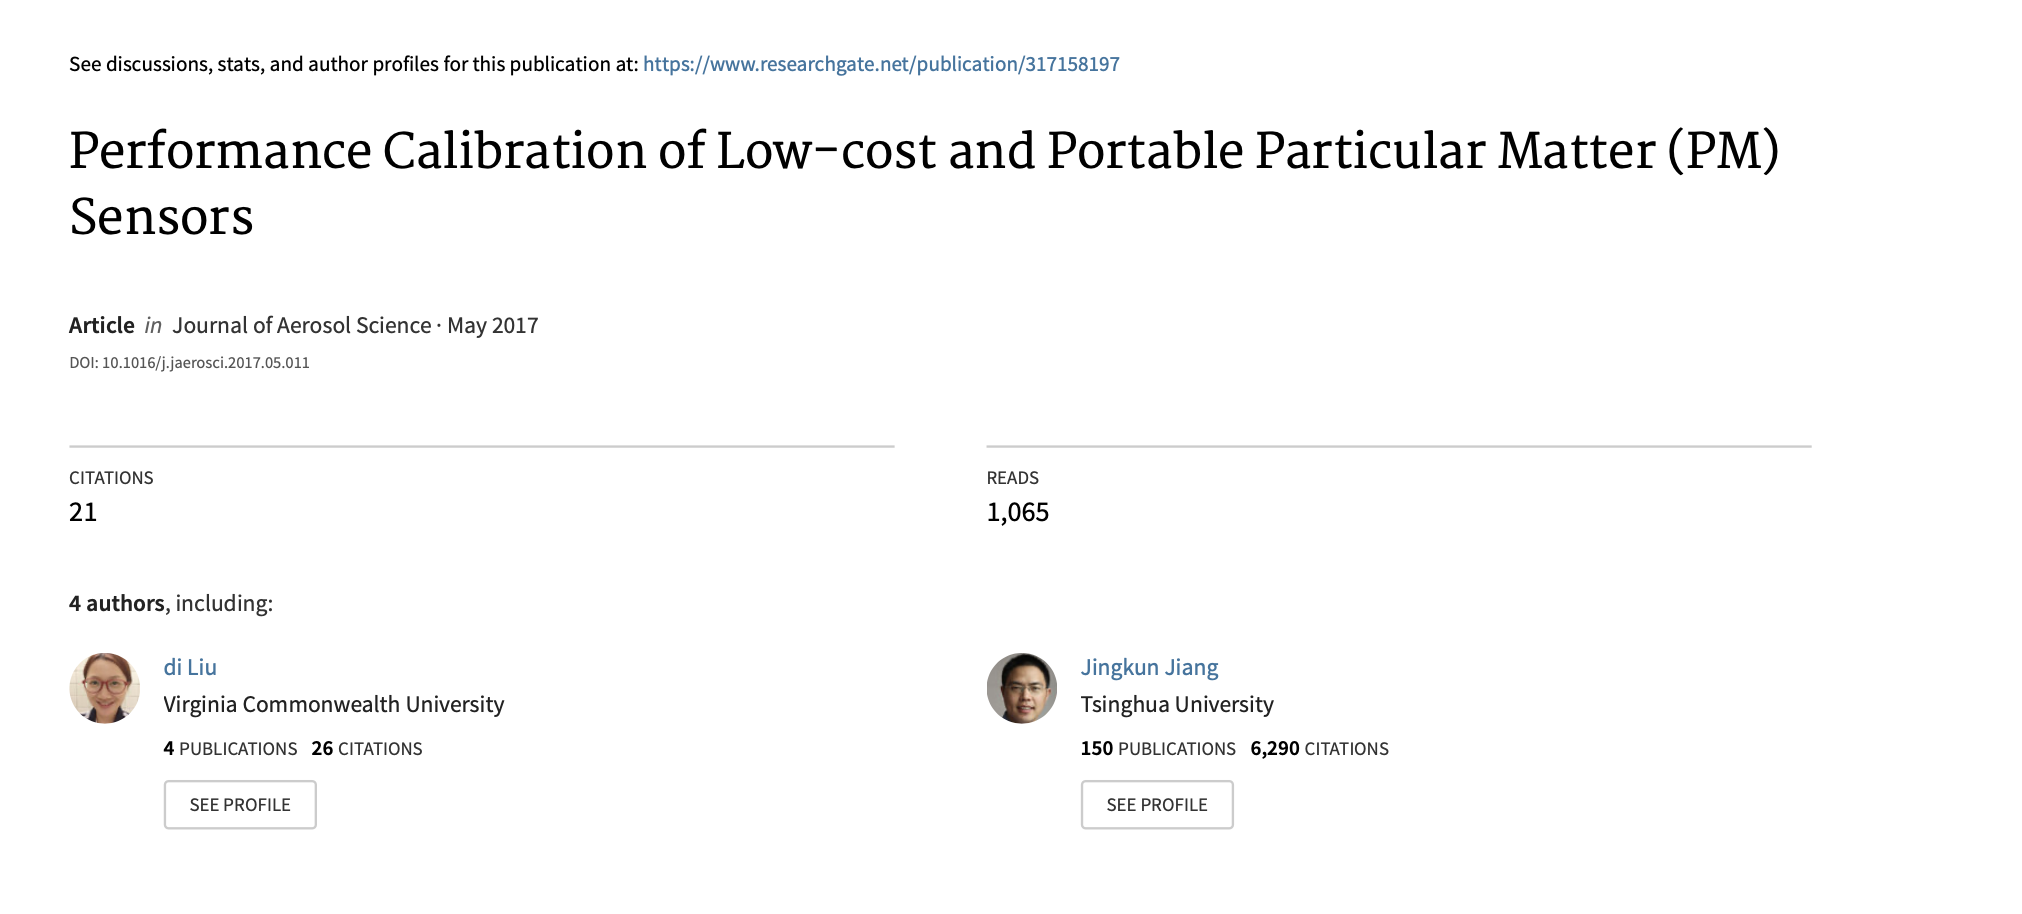 See discussions, stats, and author profiles for this publication at: https://www.researchgate.net/publication/317158197
Performance Calibration of Low-cost and Portable Particular Matter (PM)
Sensors
Article in Journal of Aerosol Science · May 2017
DOI: 10.1016/j.jaerosci.2017.05.011
CITATIONS
21
READS
1,065
4 authors, including:
di Liu
Virginia Commonwealth University
4 PUBLICATIONS 26 CITATIONS
SEE PROFILE
Jingkun Jiang
Tsinghua University
150 PUBLICATIONS 6,290 CITATIONS
SEE PROFILE